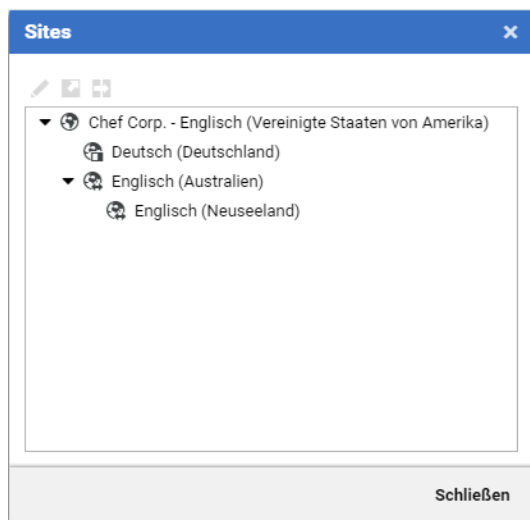 Sites
Chef Corp. - Englisch (Vereinigte Staaten von Amerika)
Deutsch (Deutschland)
Englisch (Australien)
Englisch (Neuseeland)
Schließen